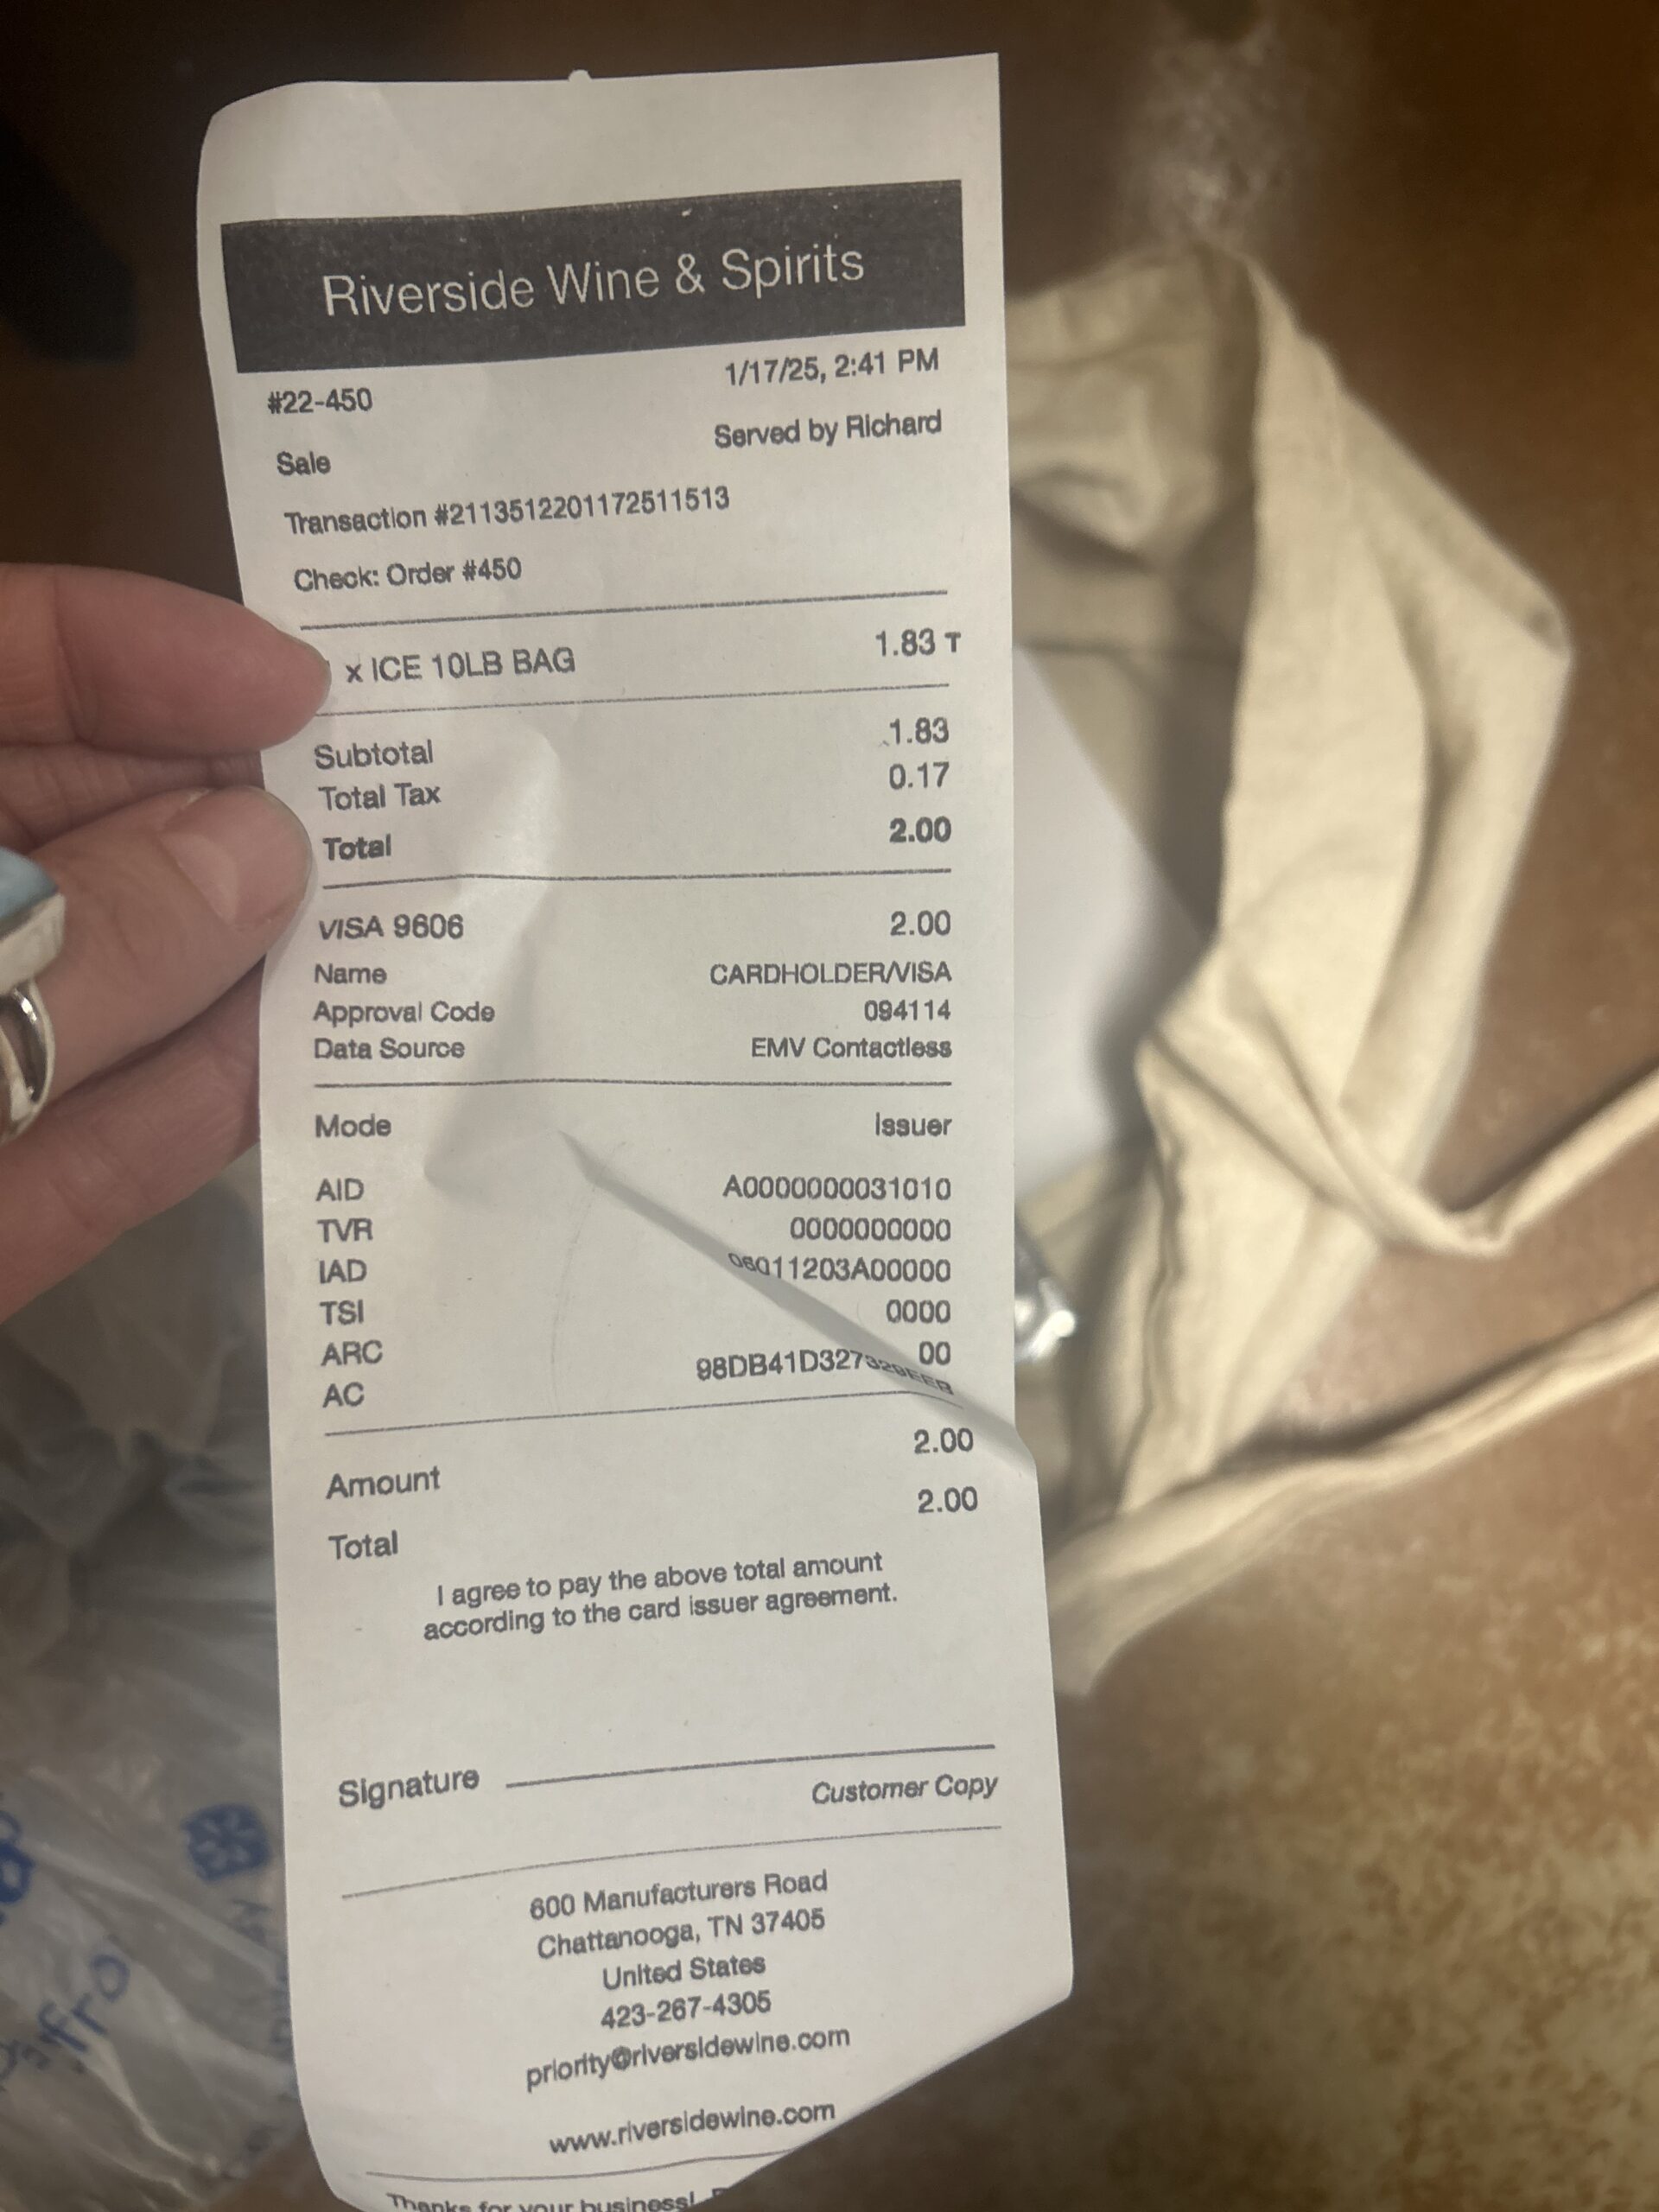 Riverside Wine & Spirits
#22-450 1/17/25, 2:41 PM
Sale Served by Richard
Transaction #2113512201172511513
Check: Order #450
x ICE 10LB BAG 1.83 T
Subtotal 1.83
Total Tax 0.17
Total 2.00
VISA 9606 2.00
Name CARDHOLDER/VISA
Approval Code 094114
Data Source EMV Contactless
Mode Issuer
AID A0000000031010
TVR 0000000000
IAD 06011203A00000
TSI 0000
ARC 00
AC
Amount 2.00
Total 2.00
I agree to pay the above total amount
according to the card issuer agreement.
Signature
Customer Copy
600 Manufacturers Road
Chattanooga, TN 37405
United States
423-267-4305
priority@riversidewine.com
www.riversidewine.com
Thanks for your business!